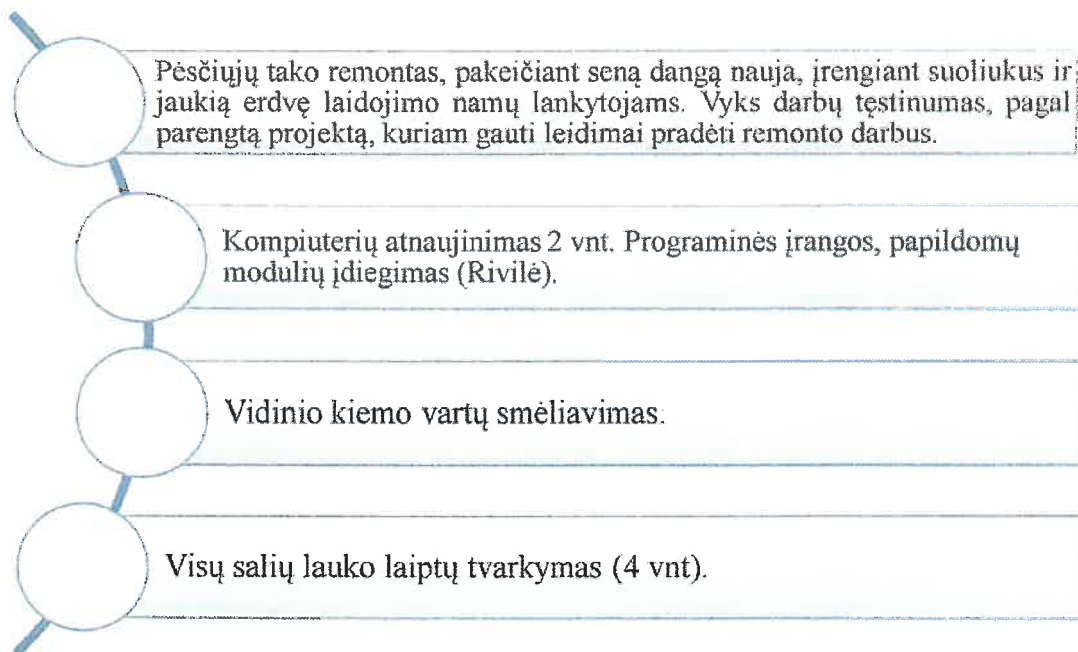 Pėsčiųjų tako remontas, pakeičiant seną dangą nauja, įrengiant suoliukus ir
jaukią erdvę laidojimo namų lankytojams. Vyks darbų tęstinumas, pagal
parengtą projektą, kuriam gauti leidimai pradėti remonto darbus.
Kompiuterių atnaujinimas 2 vnt. Programinės įrangos, papildomų
modulių įdiegimas (Rivilė).
Vidinio kiemo vartų smėliavimas.
Visų salių lauko laiptų tvarkymas (4 vnt).